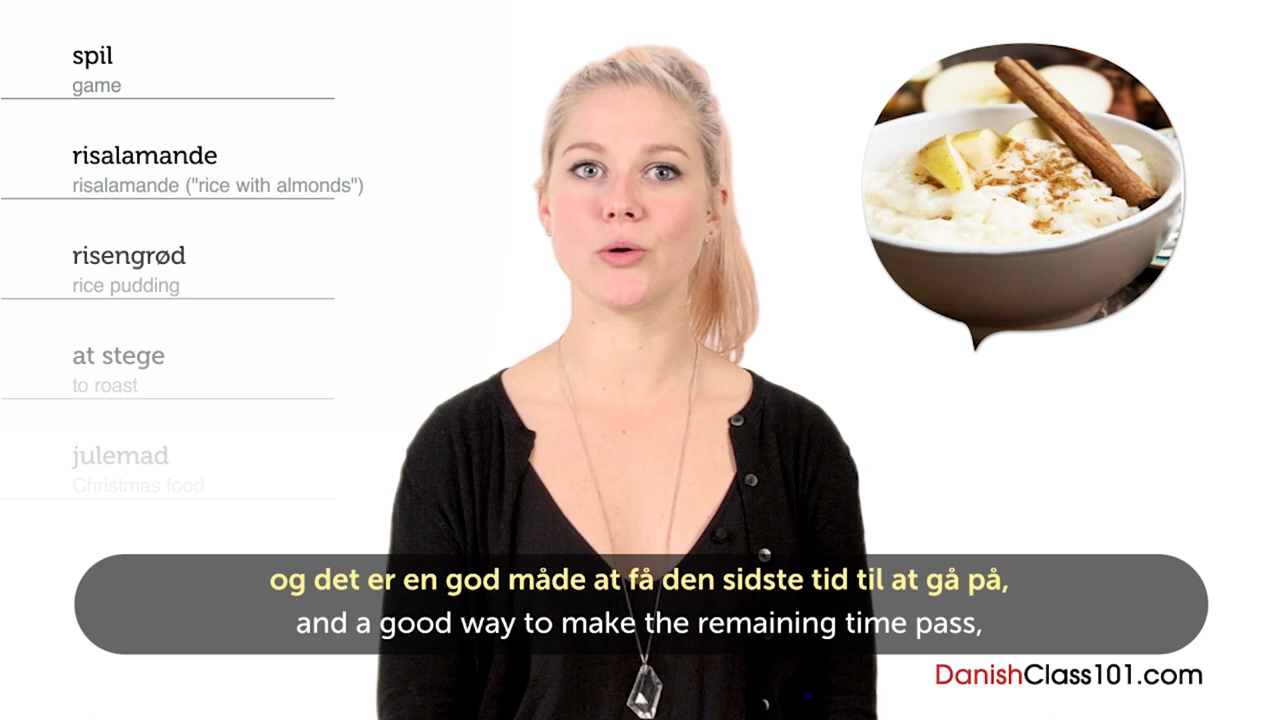 spil
game
risalamande
risalamande ("rice with almonds")
risengrød
rice pudding
at stege
to roast
julemad
Christmas food
og det er en god måde at få den sidste tid til at gå på,
and a good way to make the remaining time pass,
DanishClass101.com